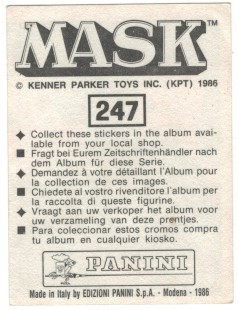 MASK™
© KENNER PARKER TOYS INC. (KPT) 1986
247
◆ Collect these stickers in the album avai-
lable from your local shop.
■ Fragt bei Eurem Zeitschriftenhändler nach
dem Album für diese Serie.
◆ Demandez à votre détaillant l'Album pour
la collection de ces images.
■ Chiedete al vostro rivenditore l'album per
la raccolta di queste figurine.
◆ Vraagt aan uw verkoper het album voor
uw verzameling van deze prentjes.
■ Para coleccionar estos cromos compra
tu album en cualquier kiosko.
PANINI
Made in Italy by EDIZIONI PANINI S.p.A. - Modena - 1986